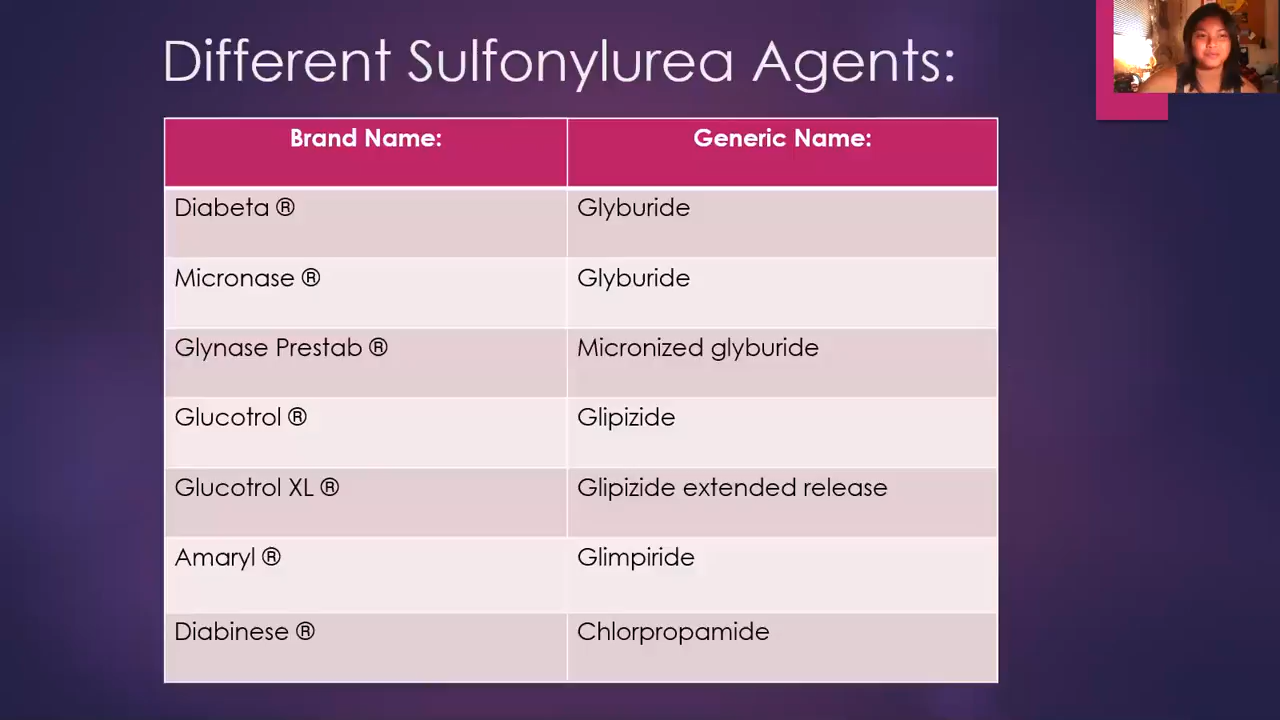 Different Sulfonylurea Agents:
Brand Name: Generic Name:
Diabeta ® Glyburide
Micronase ® Glyburide
Glynase Prestab ® Micronized glyburide
Glucotrol ® Glipizide
Glucotrol XL ® Glipizide extended release
Amaryl ® Glimpiride
Diabinese ® Chlorpropamide